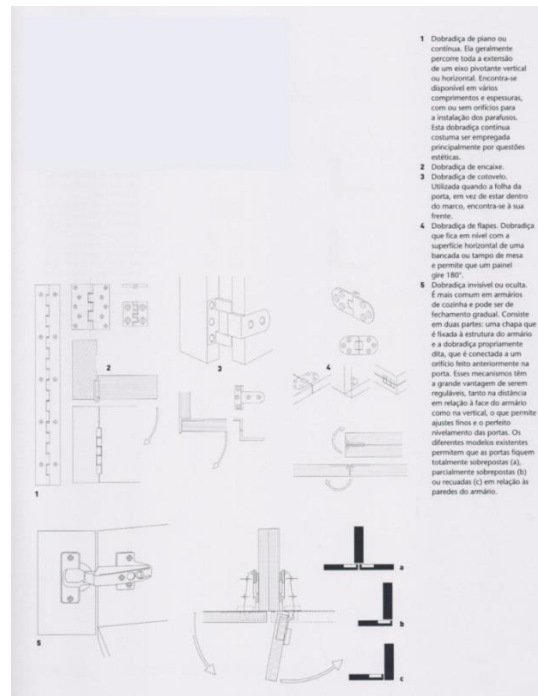 1 Dobradiça de piano ou
contínua. Ela geralmente
percorre toda a extensão
de um eixo pivotante vertical
ou horizontal. Encontra-se
disponível em vários
comprimentos e espessuras,
com ou sem orifícios para
a instalação dos parafusos.
Esta dobradiça contínua
costuma ser empregada
principalmente por questões
estéticas.
2 Dobradiça de encaixe.
3 Dobradiça de cotovelo.
Utilizada quando a folha da
porta, em vez de estar dentro
do marco, encontra-se à sua
frente.
4 Dobradiça de flapes. Dobradiça
que fica em nível com a
superfície horizontal de uma
bancada ou tampo de mesa
e permite que um painel
gire 180°.
5 Dobradiça invisível ou oculta.
É mais comum em armários
de cozinha e pode ser de
fechamento gradual. Consiste
em duas partes: uma chapa que
é fixada à estrutura do armário
e a dobradiça propriamente
dita, que é conectada a um
orifício feito anteriormente na
porta. Esses mecanismos têm
a grande vantagem de serem
reguláveis, tanto na distância
em relação à face do armário
como na vertical, o que permite
ajustes finos e o perfeito
nivelamento das portas. Os
diferentes modelos existentes
permitem que as portas fiquem
totalmente sobrepostas (a),
parcialmente sobrepostas (b)
ou recuadas (c) em relação às
paredes do armário.
2
3
4
1
5
a
b
c